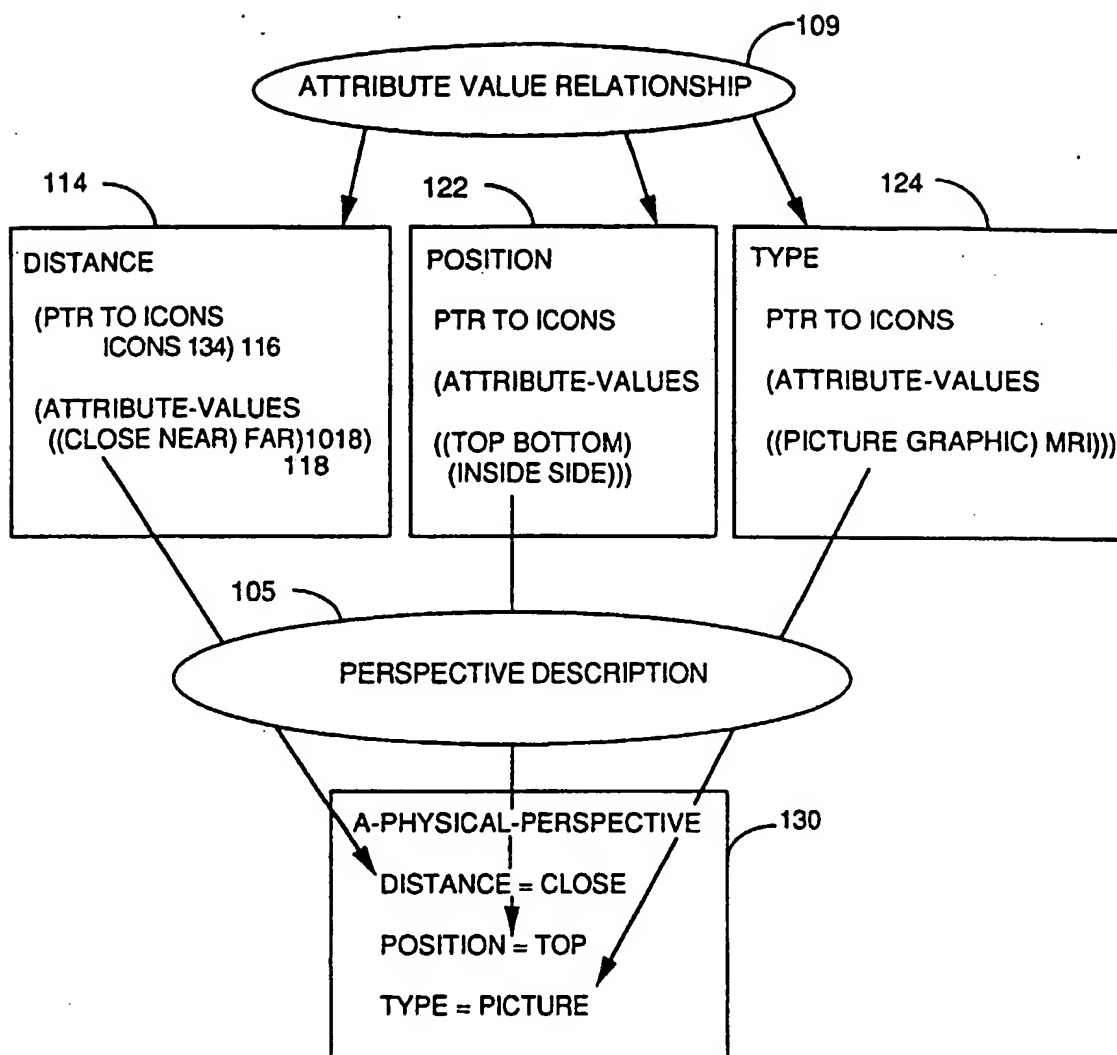 109
ATTRIBUTE VALUE RELATIONSHIP
114
122
124
DISTANCE
(PTR TO ICONS
ICONS 134) 116
(ATTRIBUTE-VALUES
((CLOSE NEAR) FAR)1018)
118
POSITION
PTR TO ICONS
(ATTRIBUTE-VALUES
((TOP BOTTOM)
(INSIDE SIDE)))
TYPE
PTR TO ICONS
(ATTRIBUTE-VALUES
((PICTURE GRAPHIC) MRI)))
105
PERSPECTIVE DESCRIPTION
A-PHYSICAL-PERSPECTIVE
130
DISTANCE = CLOSE
POSITION = TOP
TYPE = PICTURE